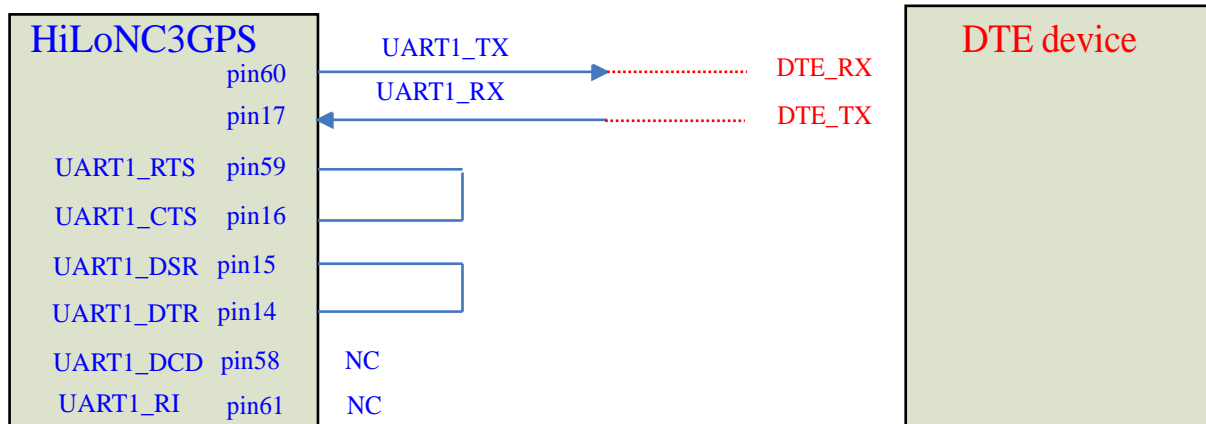 HiLoNC3GPS UART1_TX DTE device
pin60 DTE_RX
UART1_RX
pin17 DTE_TX
UART1_RTS pin59
UART1_CTS pin16
UART1_DSR pin15
UART1_DTR pin14
UART1_DCD pin58 NC
UART1_RI pin61 NC